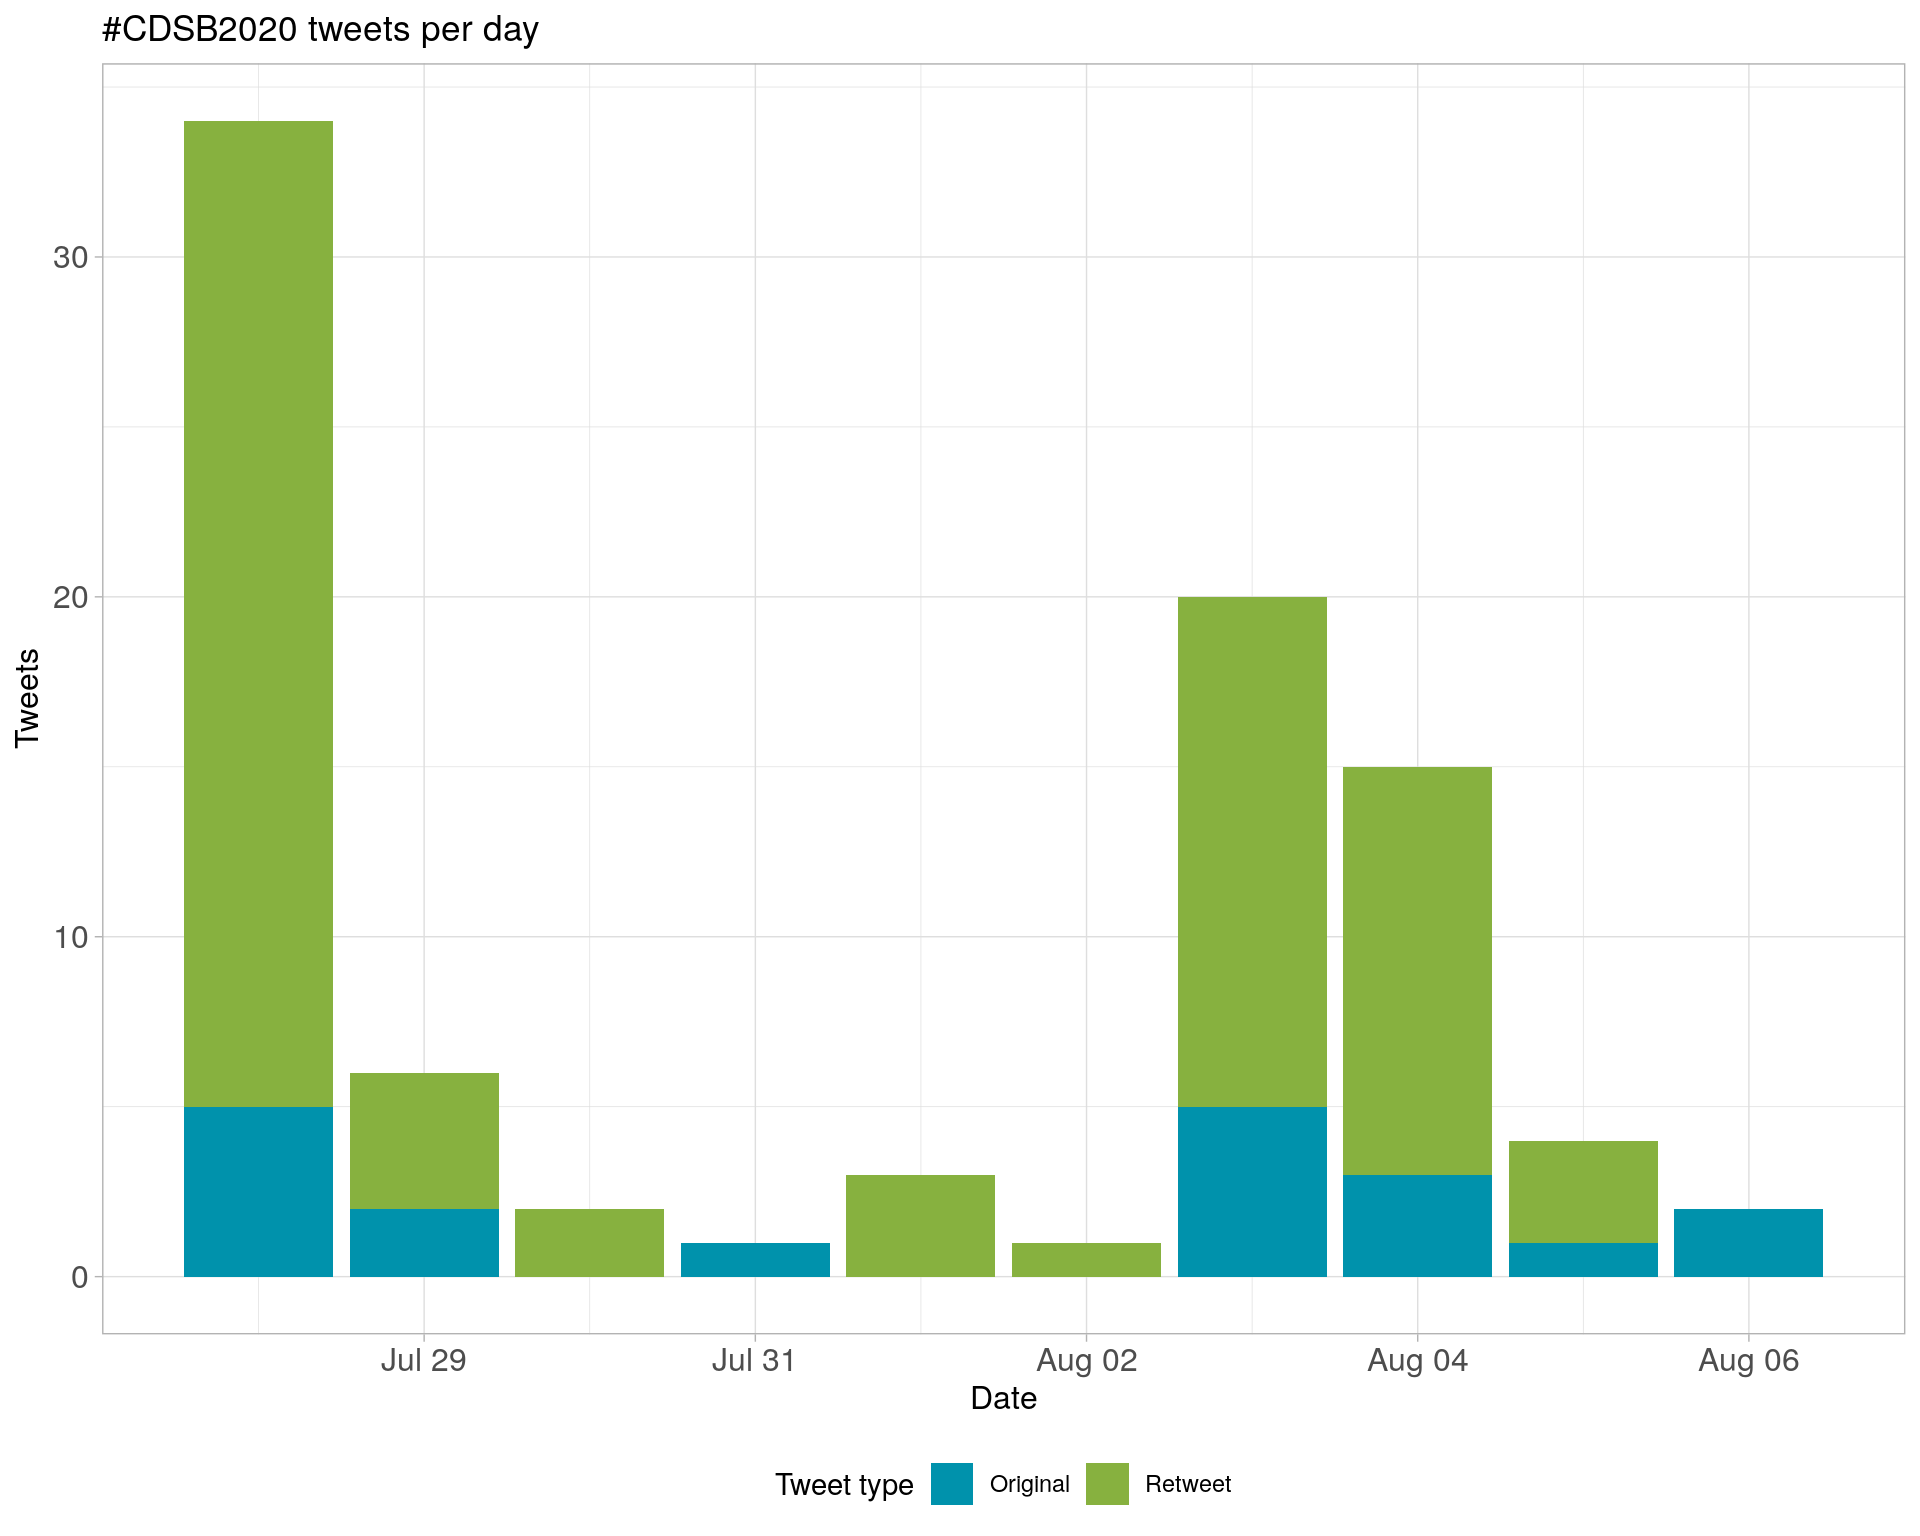 #CDSB2020 tweets per day
30
20
10
0
Tweets
Jul 29 Jul 31 Aug 02 Aug 04 Aug 06
Date
Tweet type Original Retweet